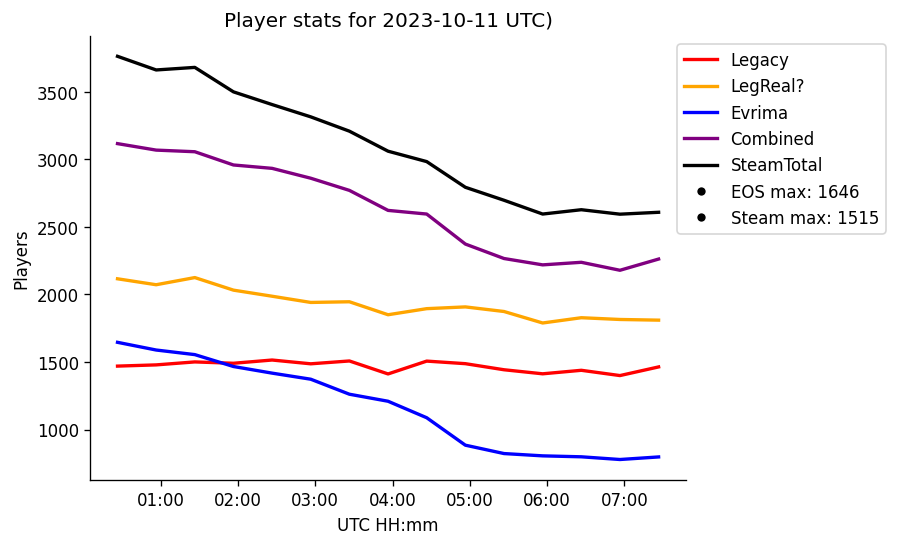 Player stats for 2023-10-11 UTC)
Legacy
LegReal?
Evrima
Combined
SteamTotal
EOS max: 1646
Steam max: 1515
Players
3500
3000
2500
2000
1500
1000
01:00 02:00 03:00 04:00 05:00 06:00 07:00
UTC HH:mm